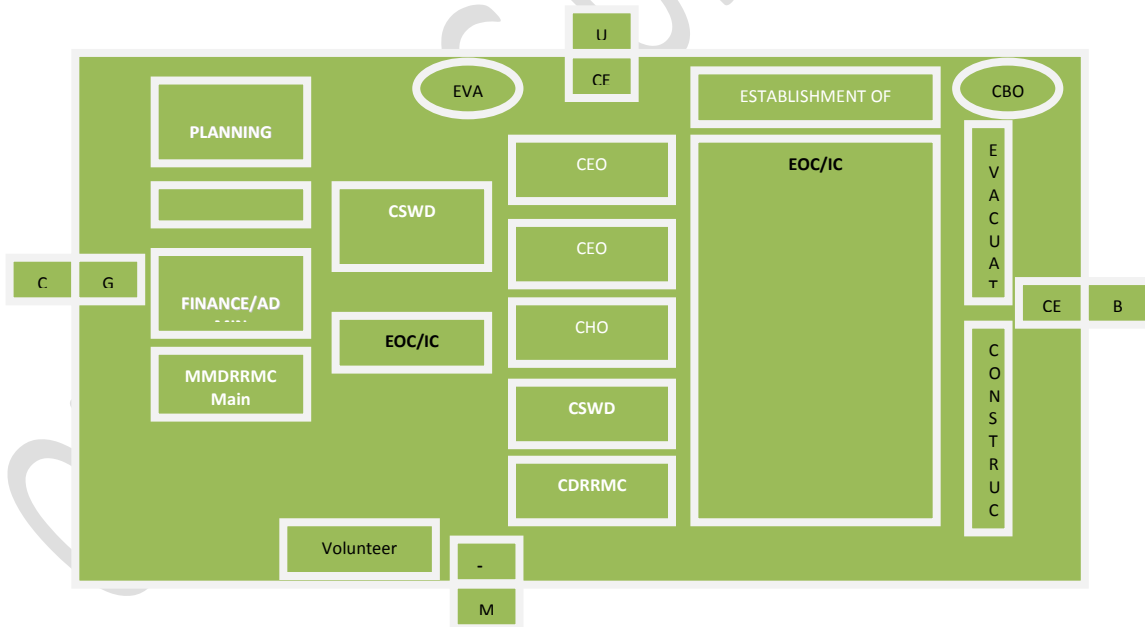 U
CE
EVA
ESTABLISHMENT OF
CBO
PLANNING
CEO
EOC/IC
E
V
A
C
U
A
T
CSWD
CEO
C
G
FINANCE/AD
CE
B
CHO
EOC/IC
MMDRRMC
Main
C
O
N
S
T
R
U
C
CSWD
CDRRMC
Volunteer
-
M